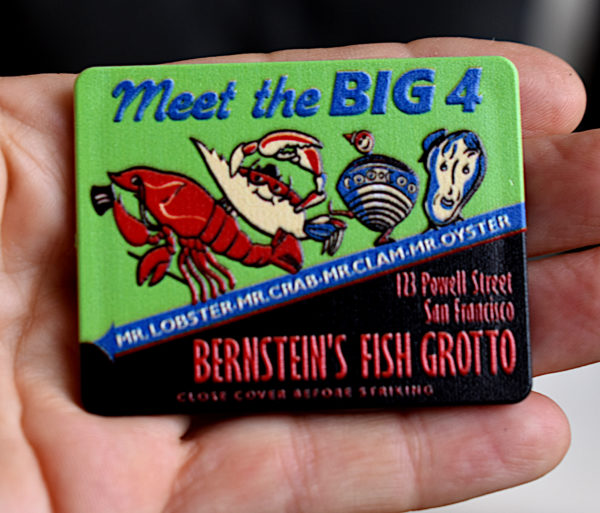 Meet the BIG 4
MR. LOBSTER-MR. CRAB-MR. CLAM-MR. OYSTER
123 Powell Street
San Francisco
BERNSTEIN'S FISH GROTTO
CLOSE COVER BEFORE STRIKING